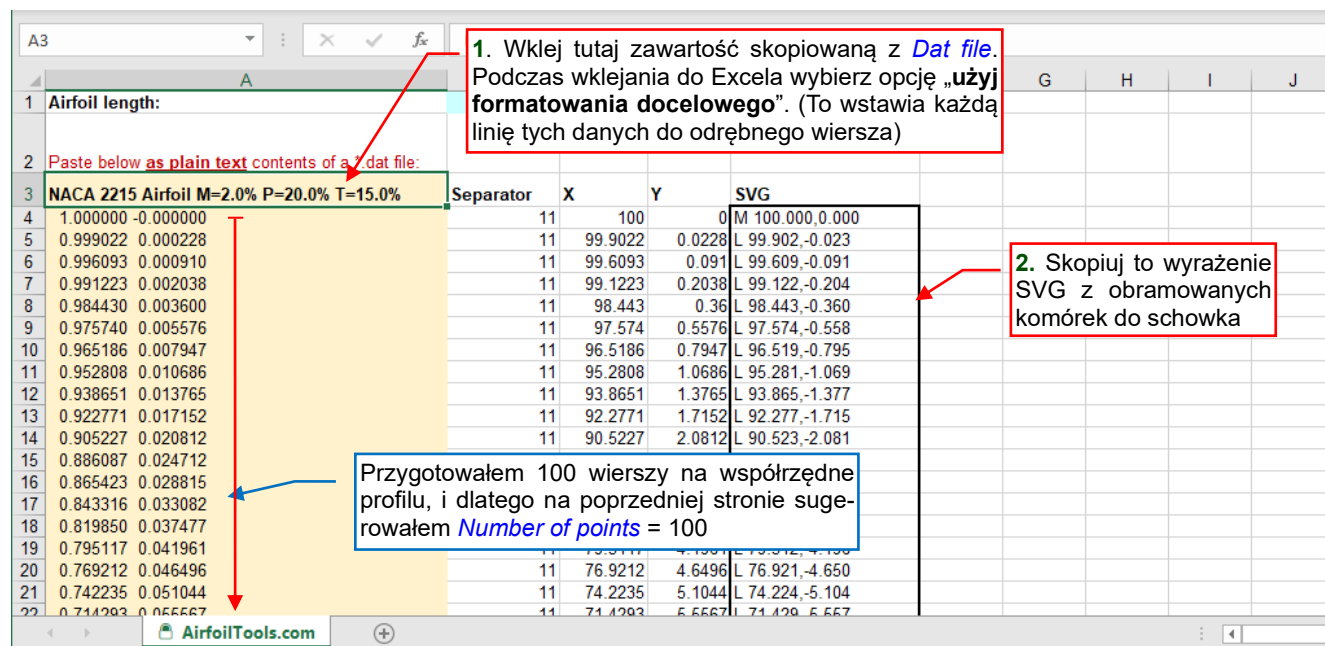 A3
fx
A G H I J
1 Airfoil length:
2 Paste below as plain text contents of a *.dat file:
3 NACA 2215 Airfoil M=2.0% P=20.0% T=15.0% Separator X Y SVG
4 1.000000 -0.000000 11 100 0 M 100.000,0.000
5 0.999022 0.000228 11 99.9022 0.0228 L 99.902,-0.023
6 0.996093 0.000910 11 99.6093 0.091 L 99.609,-0.091
7 0.991223 0.002038 11 99.1223 0.2038 L 99.122,-0.204
8 0.984430 0.003600 11 98.443 0.36 L 98.443,-0.360
9 0.975740 0.005576 11 97.574 0.5576 L 97.574,-0.558
10 0.965186 0.007947 11 96.5186 0.7947 L 96.519,-0.795
11 0.952808 0.010686 11 95.2808 1.0686 L 95.281,-1.069
12 0.938651 0.013765 11 93.8651 1.3765 L 93.865,-1.377
13 0.922771 0.017152 11 92.2771 1.7152 L 92.277,-1.715
14 0.905227 0.020812 11 90.5227 2.0812 L 90.523,-2.081
15 0.886087 0.024712
16 0.865423 0.028815
17 0.843316 0.033082
18 0.819850 0.037477
19 0.795117 0.041961
20 0.769212 0.046496 11 76.9212 4.6496 L 76.921,-4.650
21 0.742235 0.051044 11 74.2235 5.1044 L 74.224,-5.104
22 0.714293 0.055567 11 71.4293 5.5567 L 71.429,-5.557
AirfoilTools.com
1. Wklej tutaj zawartość skopiowaną z Dat file.
Podczas wklejania do Excela wybierz opcję „użyj
formatowania docelowego”. (To wstawia każdą
linię tych danych do odrębnego wiersza)
2. Skopiuj to wyrażenie
SVG z obramowanych
komórek do schowka
Przygotowałem 100 wierszy na współrzędne
profilu, i dlatego na poprzedniej stronie suge-
rowałem Number of points = 100